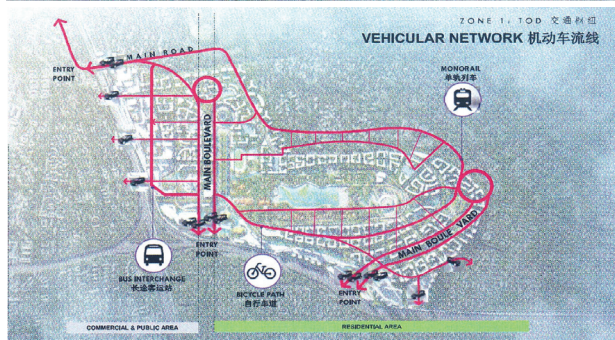 ZONE 1, TOD 交通枢纽
VEHICULAR NETWORK 机动车流线
MAIN ROAD
ENTRY
POINT
MONORAIL
单轨列车
MAIN BOULEVARD
MAIN BOULEVARD
ENTRY
POINT
BUS INTERCHANGE
长途客运站
BICYCLE PATH
自行车道
ENTRY
POINT
COMMERCIAL & PUBLIC AREA
RESIDENTIAL AREA